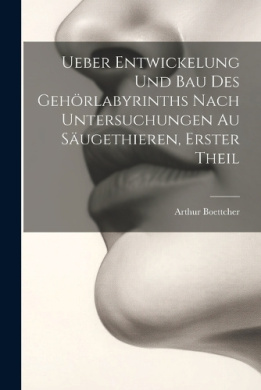 Ueber Entwickelung
Und Bau Des
Gehörlabyrinths Nach
Untersuchungen Au
Säugethieren, Erster
Theil
Arthur Boettcher